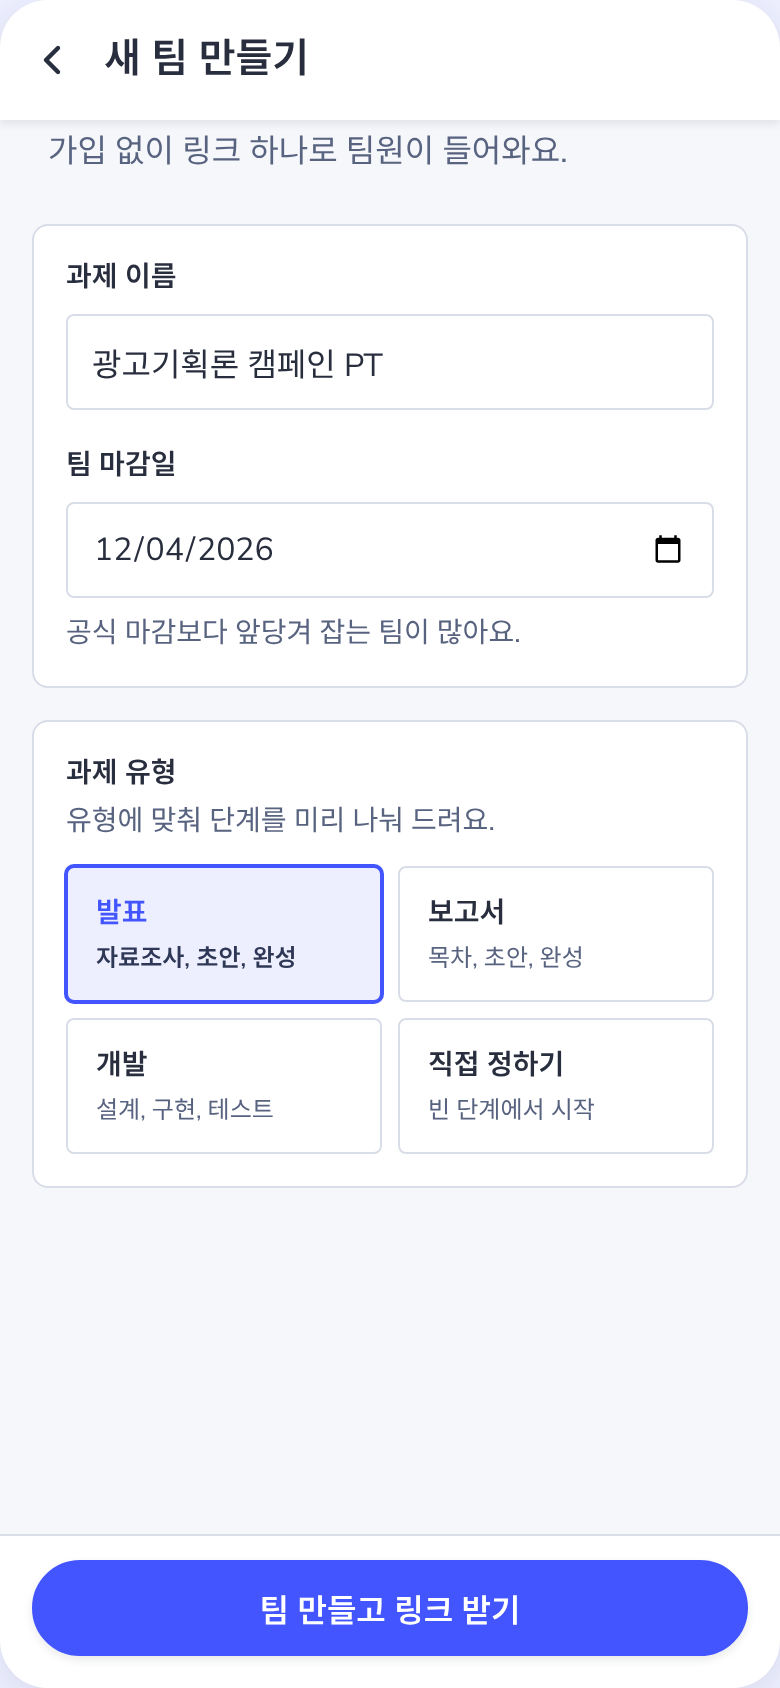 새 팀 만들기
가입 없이 링크 하나로 팀원이 들어와요.
과제 이름
광고기획론 캠페인 PT
팀 마감일
12/04/2026
공식 마감보다 앞당겨 잡는 팀이 많아요.
과제 유형
유형에 맞춰 단계를 미리 나눠 드려요.
발표
자료조사, 초안, 완성
보고서
목차, 초안, 완성
개발
설계, 구현, 테스트
직접 정하기
빈 단계에서 시작
팀 만들고 링크 받기